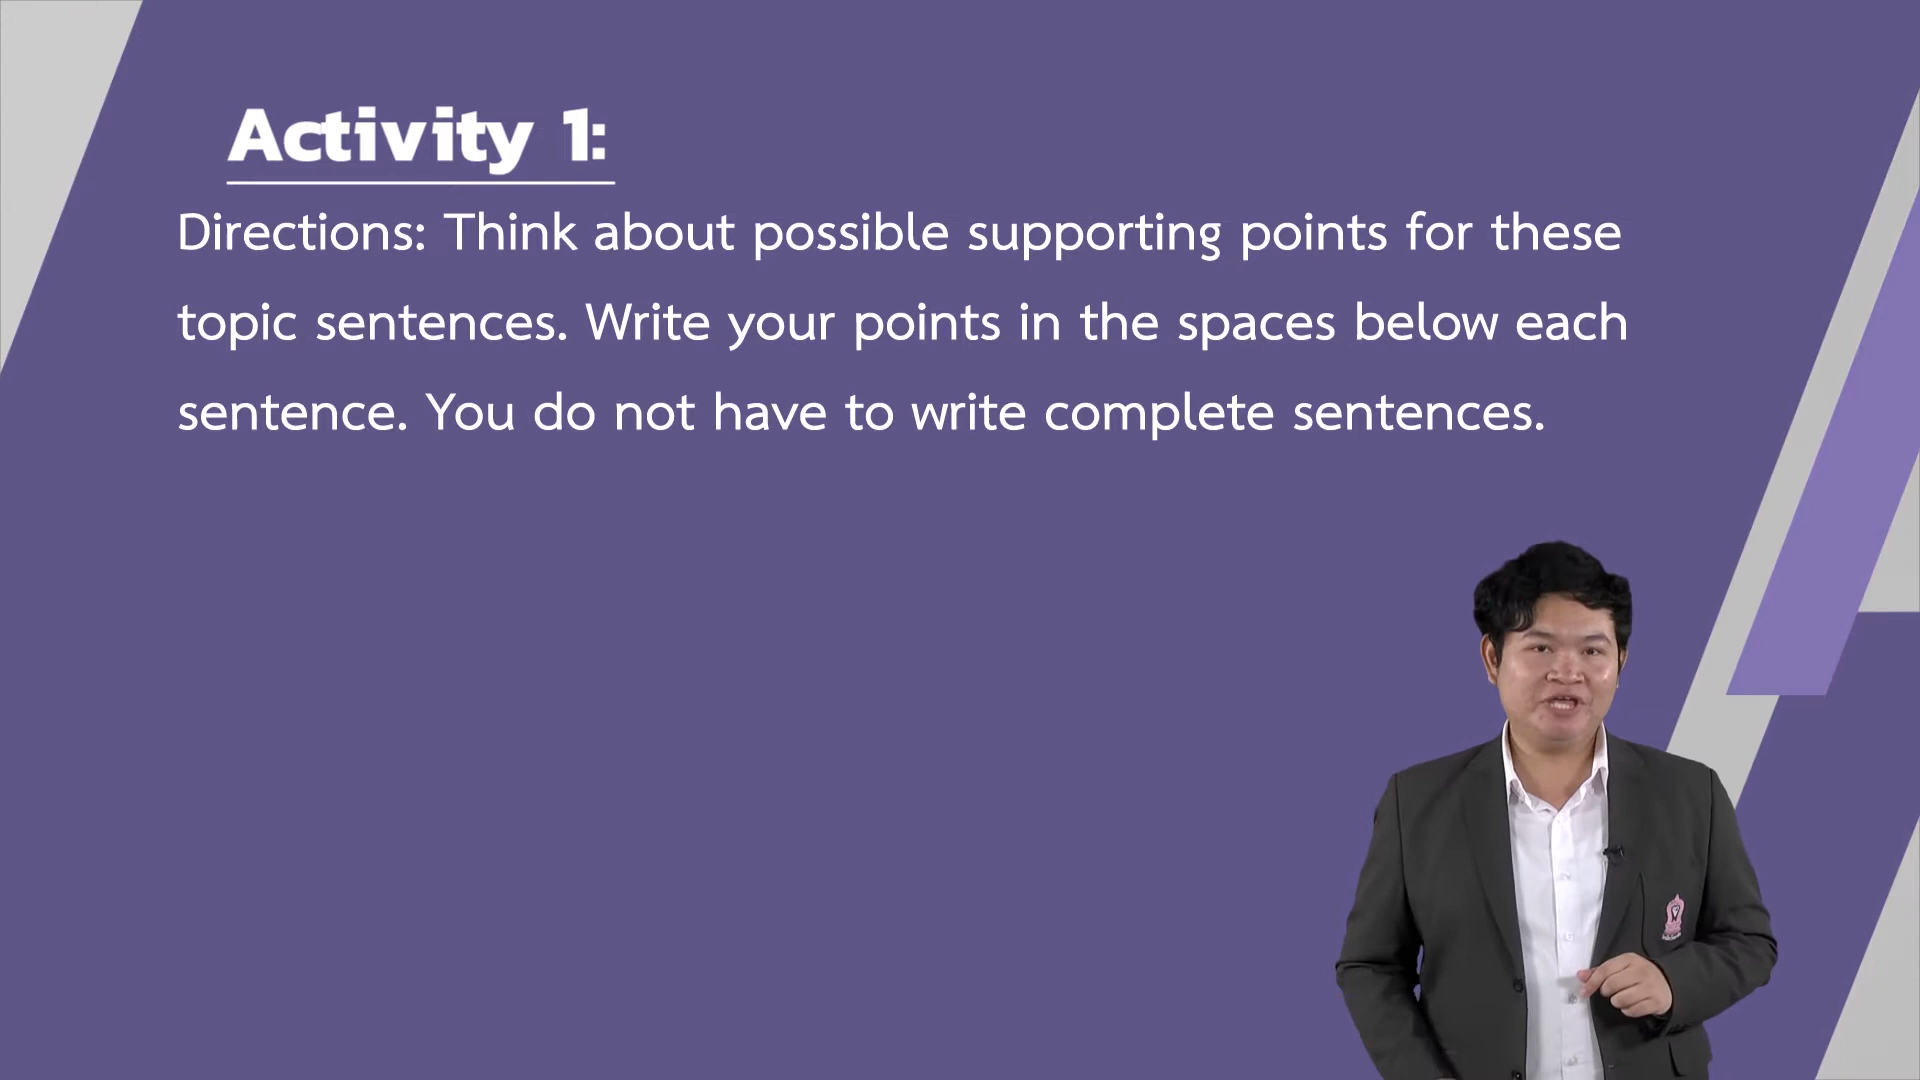 Activity 1:
Directions: Think about possible supporting points for these
topic sentences. Write your points in the spaces below each
sentence. You do not have to write complete sentences.